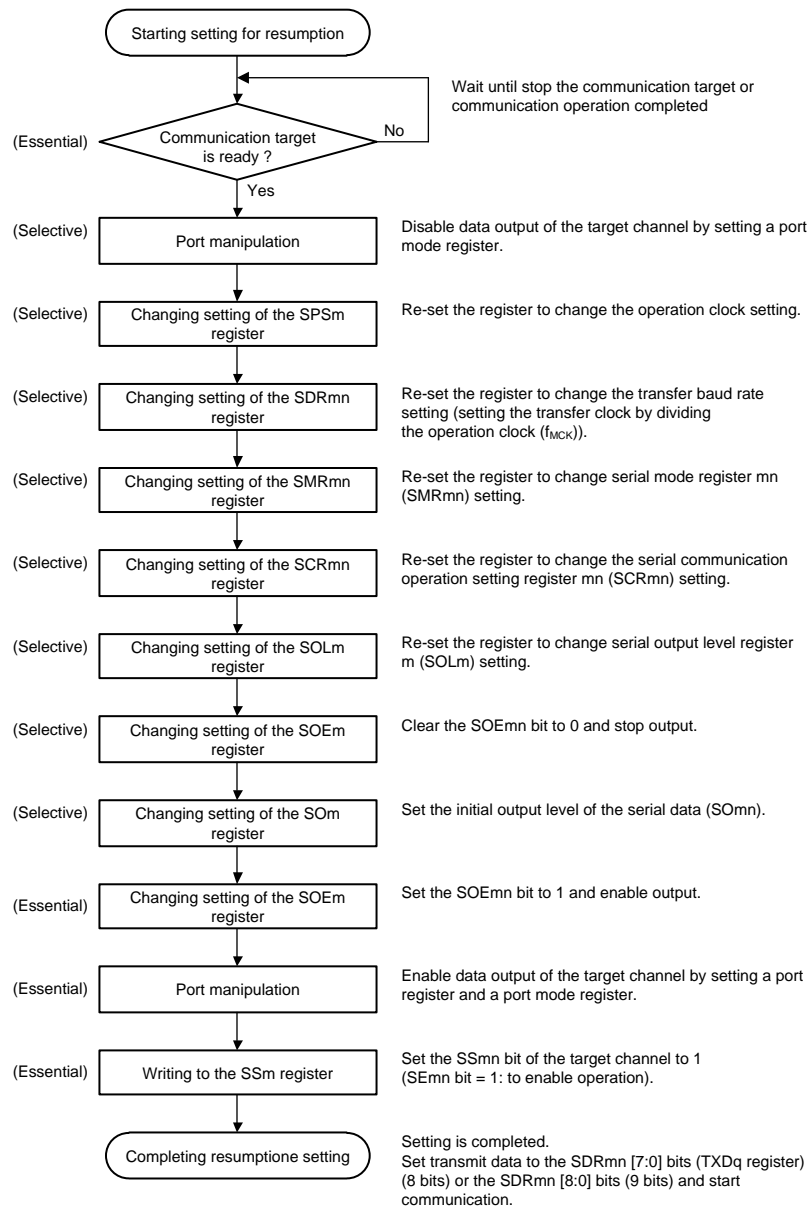 Starting setting for resumption
Wait until stop the communication target or
communication operation completed
(Essential)
Communication target
is ready ?
No
Yes
(Selective)
Port manipulation
Disable data output of the target channel by setting a port
mode register.
(Selective)
Changing setting of the SPSm
register
Re-set the register to change the operation clock setting.
(Selective)
Changing setting of the SDRmn
register
Re-set the register to change the transfer baud rate
setting (setting the transfer clock by dividing
the operation clock (fMCK)).
(Selective)
Changing setting of the SMRmn
register
Re-set the register to change serial mode register mn
(SMRmn) setting.
(Selective)
Changing setting of the SCRmn
register
Re-set the register to change the serial communication
operation setting register mn (SCRmn) setting.
(Selective)
Changing setting of the SOLm
register
Re-set the register to change serial output level register
m (SOLm) setting.
(Selective)
Changing setting of the SOEm
register
Clear the SOEmn bit to 0 and stop output.
(Selective)
Changing setting of the SOm
register
Set the initial output level of the serial data (SOmn).
(Essential)
Changing setting of the SOEm
register
Set the SOEmn bit to 1 and enable output.
(Essential)
Port manipulation
Enable data output of the target channel by setting a port
register and a port mode register.
(Essential)
Writing to the SSm register
Set the SSmn bit of the target channel to 1
(SEmn bit = 1: to enable operation).
Completing resumptione setting
Setting is completed.
Set transmit data to the SDRmn [7:0] bits (TXDq register)
(8 bits) or the SDRmn [8:0] bits (9 bits) and start
communication.